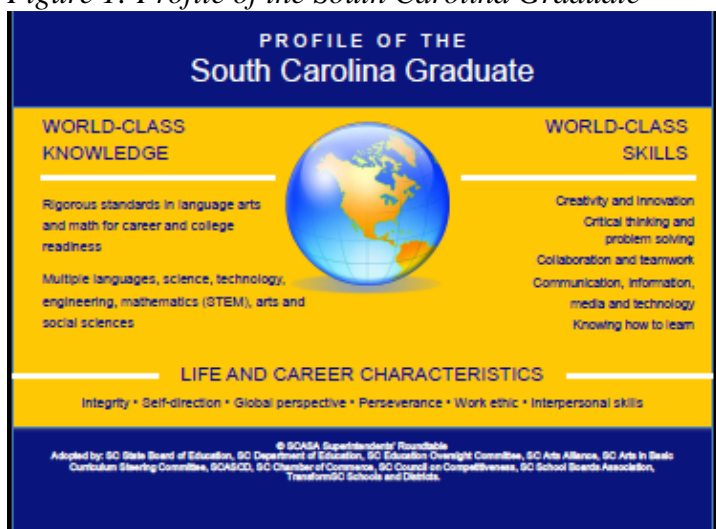 Figure 1: Profile of the South Carolina Graduate
PROFILE OF THE
South Carolina Graduate
WORLD-CLASS
KNOWLEDGE
Rigorous standards in language arts
and math for career and college
readiness
Multiple languages, science, technology,
engineering, mathematics (STEM), arts and
social sciences
WORLD-CLASS
SKILLS
Creativity and Innovation
Critical thinking and
problem solving
Collaboration and teamwork
Communication, information,
media and technology
Knowing how to learn
LIFE AND CAREER CHARACTERISTICS
Integrity • Self-direction • Global perspective • Perseverance • Work ethic • Interpersonal skills
© SCASA Superintendents' Roundtable
Adopted by: SC State Board of Education, SC Department of Education, SC Education Oversight Committee, SC Arts Alliance, SC Arts in Basic
Curriculum Steering Committee, SCASCD, SC Chamber of Commerce, SC Council on Competitiveness, SC School Boards Association,
TransformSC Schools and Districts.